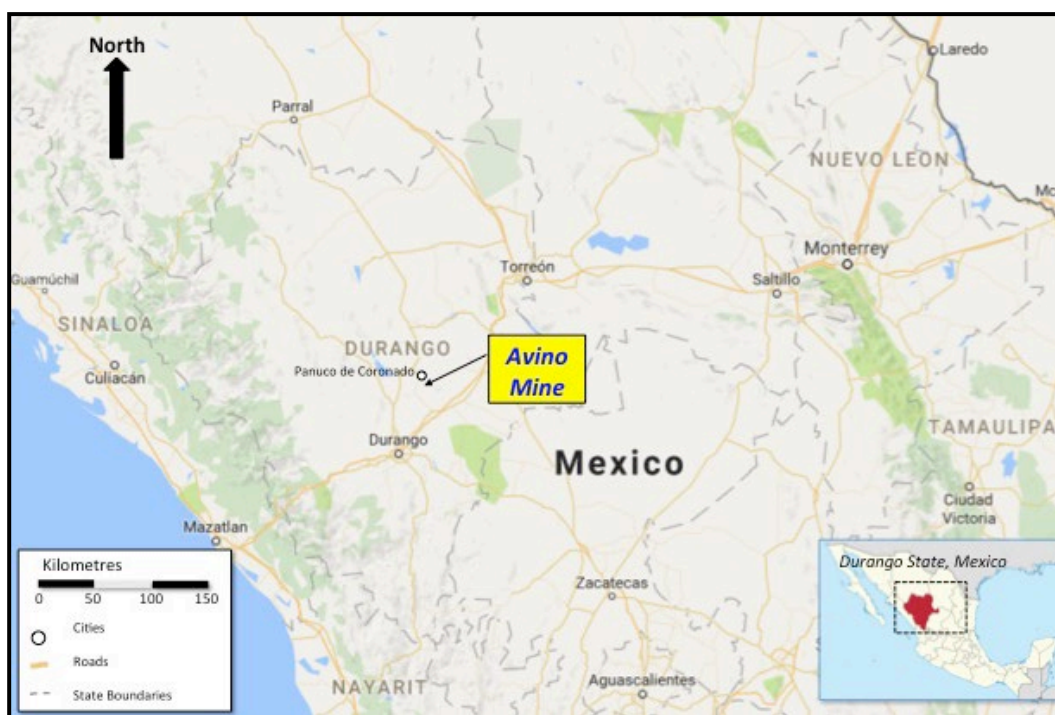 North
Laredo
Parral
NUEVO LEON
Mc
Monterrey
Torreón
Saltillo
Guamúchil
SINALOA
DURANGO
Avino
Mine
Culiacán
Panuco de Coronado
TAMAULIPA
Durango
Mexico
Ciudad
Victoria
Mazatlan
Kilometres
0 50 100 150
Cities
Roads
State Boundaries
Zacatecas
Durango State, Mexico
NAYARIT
Aguascalientes